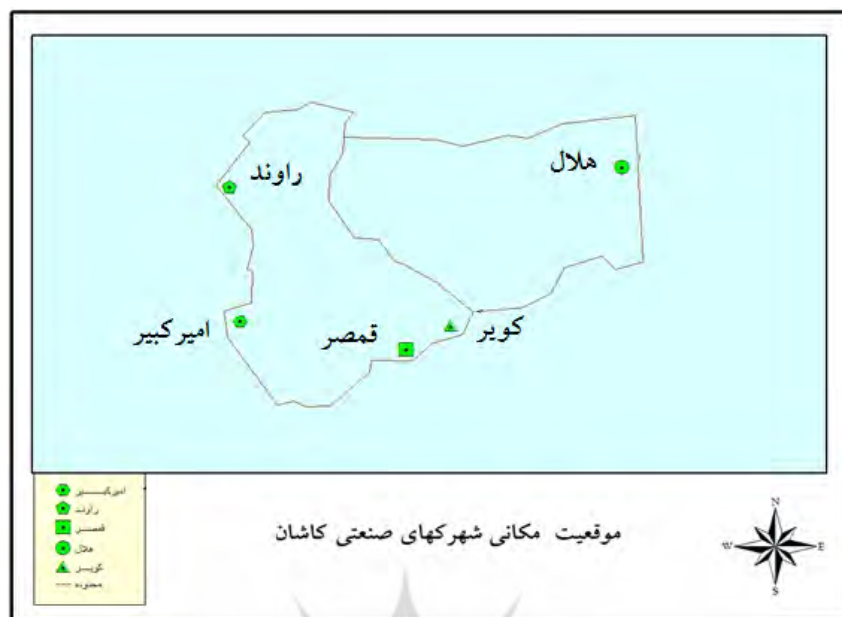 هلال
راوند
امیرکبیر
قمصر
کویر
امیرکبیر
راوند
قمصر
هلال
کویر
محدوده
موقعیت مکانی شهرکهای صنعتی کاشان
N
W
E
S